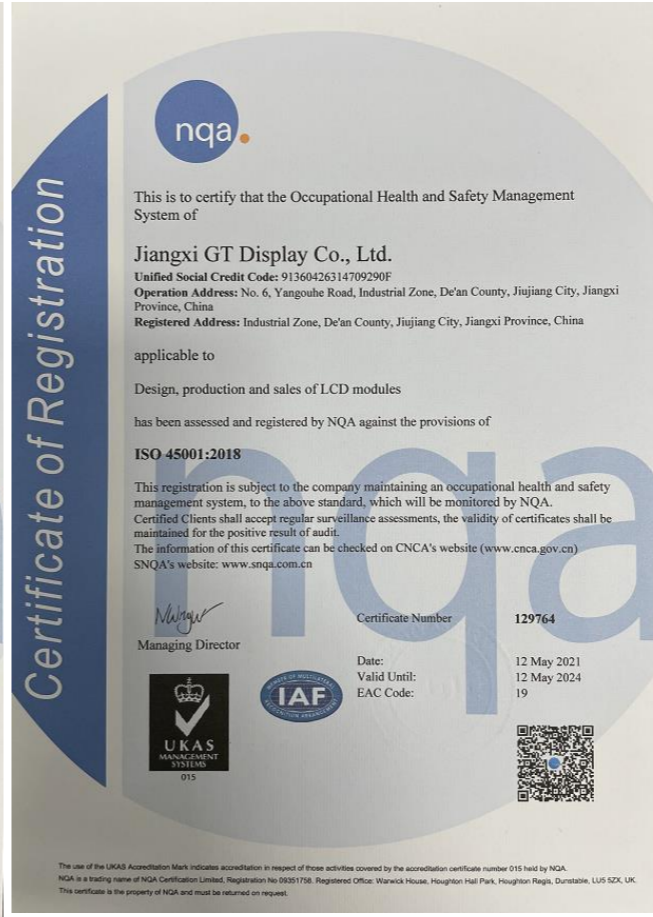 Certificate of Registration
nqa.
This is to certify that the Occupational Health and Safety Management
System of
Jiangxi GT Display Co., Ltd.
Unified Social Credit Code: 91360426314709290F
Operation Address: No. 6, Yangouhe Road, Industrial Zone, De'an County, Jiujiang City, Jiangxi
Province, China
Registered Address: Industrial Zone, De'an County, Jiujiang City, Jiangxi Province, China
applicable to
Design, production and sales of LCD modules
has been assessed and registered by NQA against the provisions of
ISO 45001:2018
This registration is subject to the company maintaining an occupational health and safety
management system, to the above standard, which will be monitored by NQA.
Certified Clients shall accept regular surveillance assessments, the validity of certificates shall be
maintained for the positive result of audit.
The information of this certificate can be checked on CNCA's website (www.cnca.gov.cn)
SNQA's website: www.snqa.com.cn
nqa
Managing Director
Certificate Number 129764
Date: 12 May 2021
Valid Until: 12 May 2024
EAC Code: 19
UKAS
MANAGEMENT
SYSTEMS
015
MEMBER OF MULTILATERAL
IAF
RECOGNITION ARRANGEMENT
The use of the UKAS Accreditation Mark indicates accreditation in respect of those activities covered by the accreditation certificate number 015 held by NQA.
NQA is a trading name of NQA Certification Limited, Registration No 09351758. Registered Office: Warwick House, Houghton Hall Park, Houghton Regis, Dunstable, LU5 5ZX, UK.
This certificate is the property of NQA and must be returned on request.